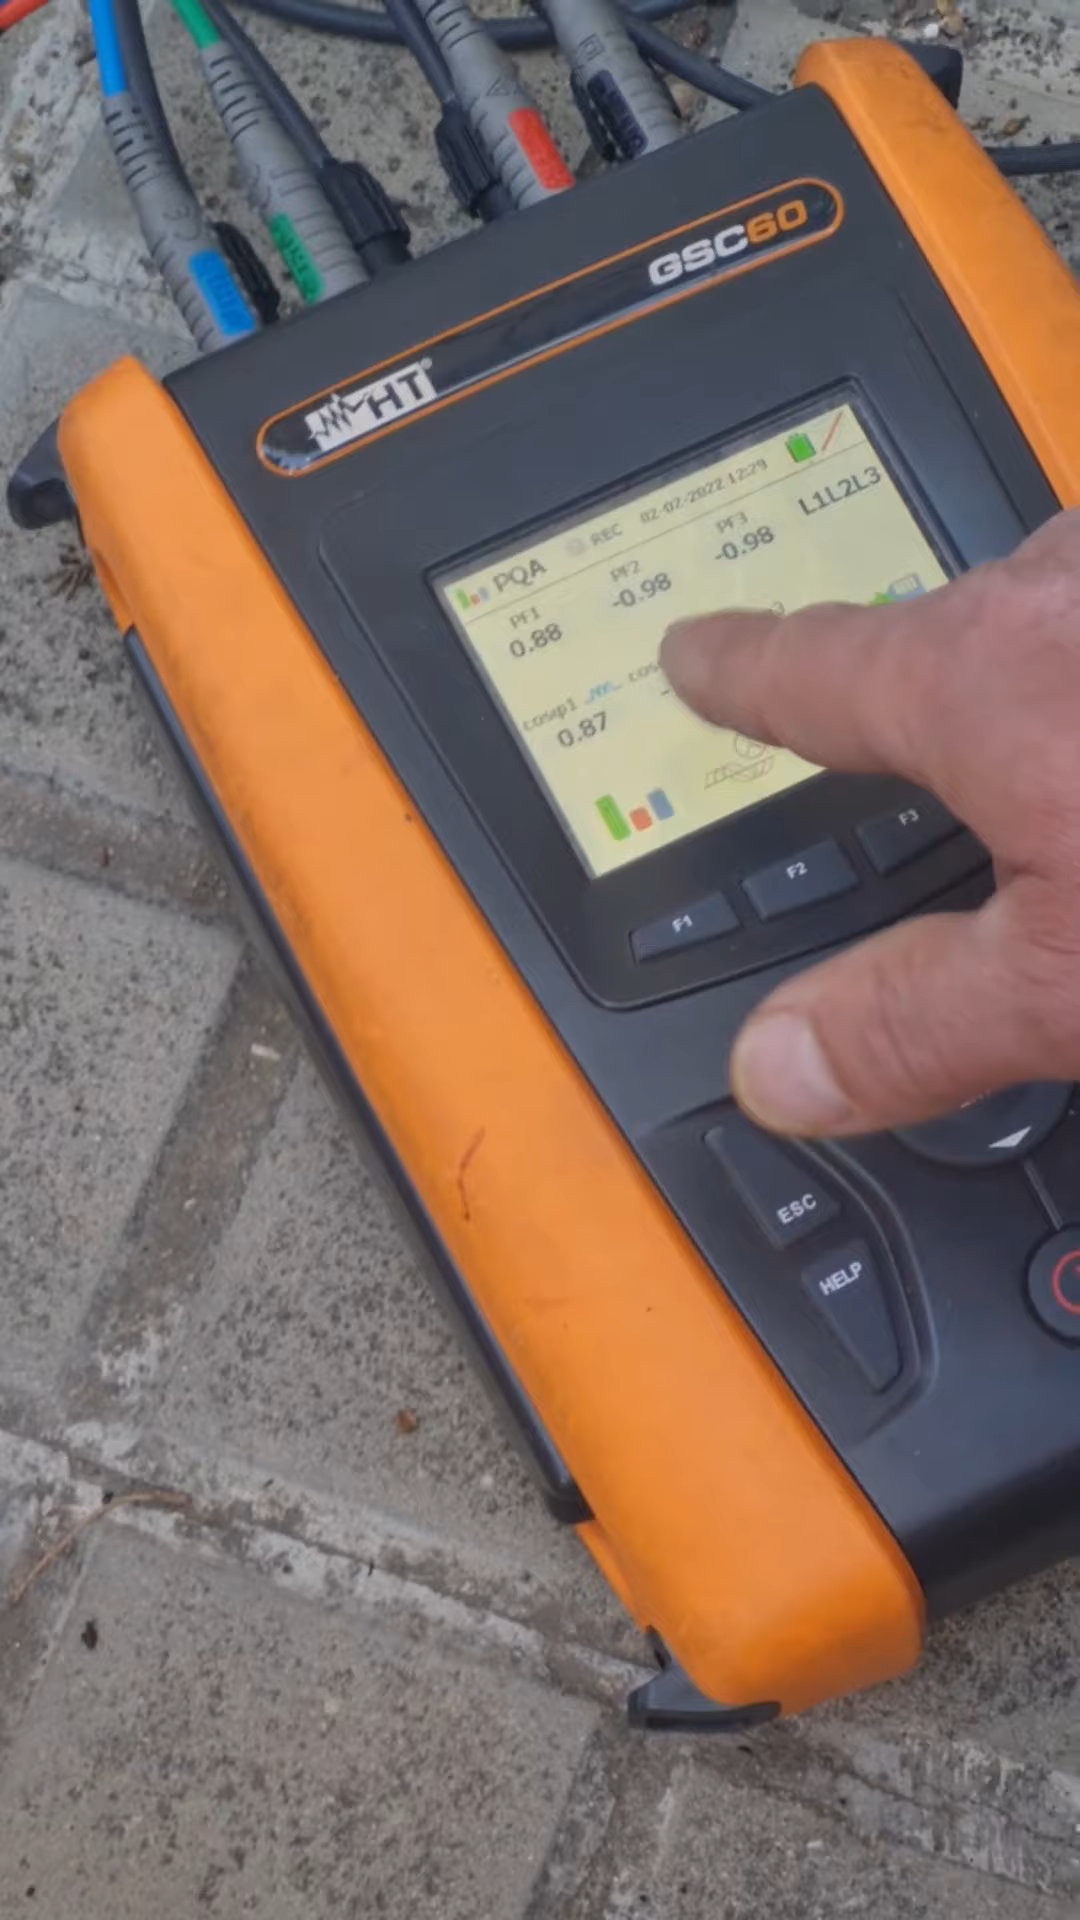 GSC60
HT
PQA REC 02-02-2022 12:29
PF1 PF2 PF3 L1L2L3
0.88 -0.98 -0.98
cosφ1
0.87
F1 F2 F3
ESC
HELP